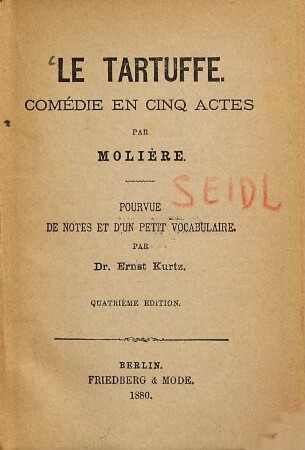 LE TARTUFFE.
COMÉDIE EN CINQ ACTES
PAR
MOLIÈRE.
SEIDL
POURVUE
DE NOTES ET D'UN PETIT VOCABULAIRE.
PAR
Dr. Ernst Kurtz.
QUATRIÈME EDITION.
BERLIN.
FRIEDBERG & MODE.
1880.